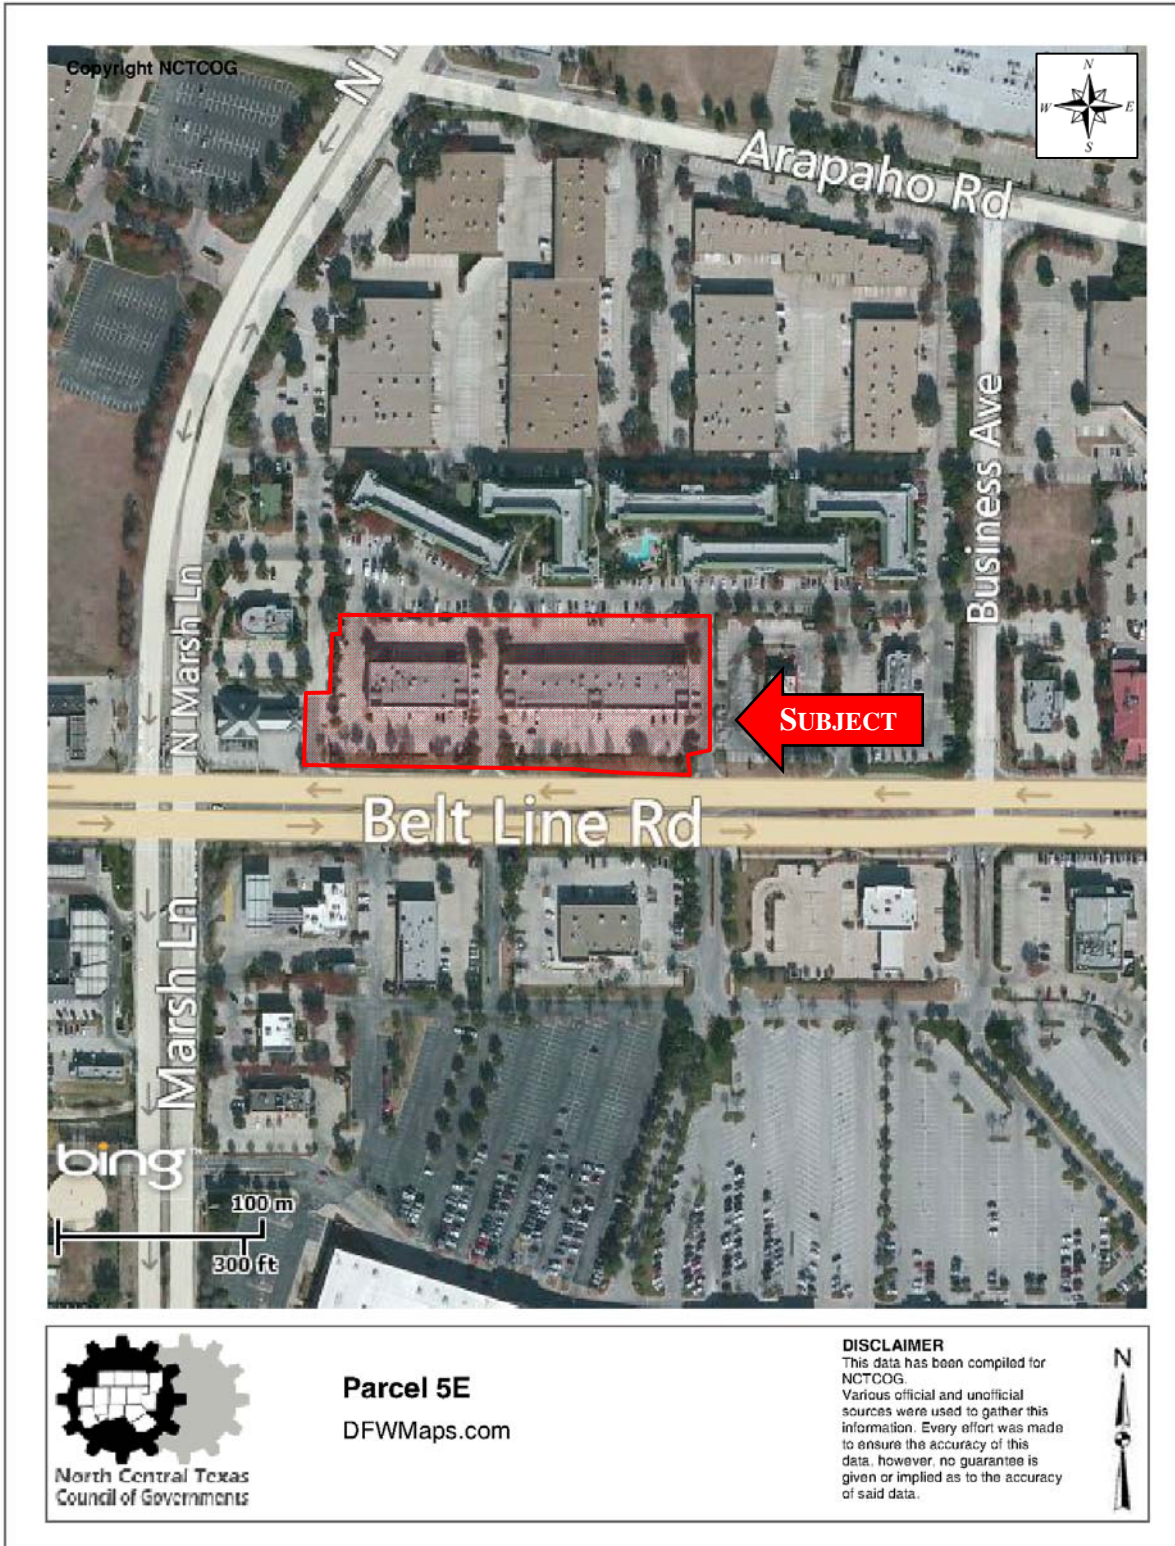 Copyright NCTCOG
N
W E
S
N
Arapaho Rd
Business Ave
N Marsh Ln
SUBJECT
Belt Line Rd
Marsh Ln
bing
100 m
300 ft
North Central Texas
Council of Governments
Parcel 5E
DFWMaps.com
DISCLAIMER
This data has been compiled for
NCTCOG.
Various official and unofficial
sources were used to gather this
information. Every effort was made
to ensure the accuracy of this
data, however, no guarantee is
given or implied as to the accuracy
of said data.
N